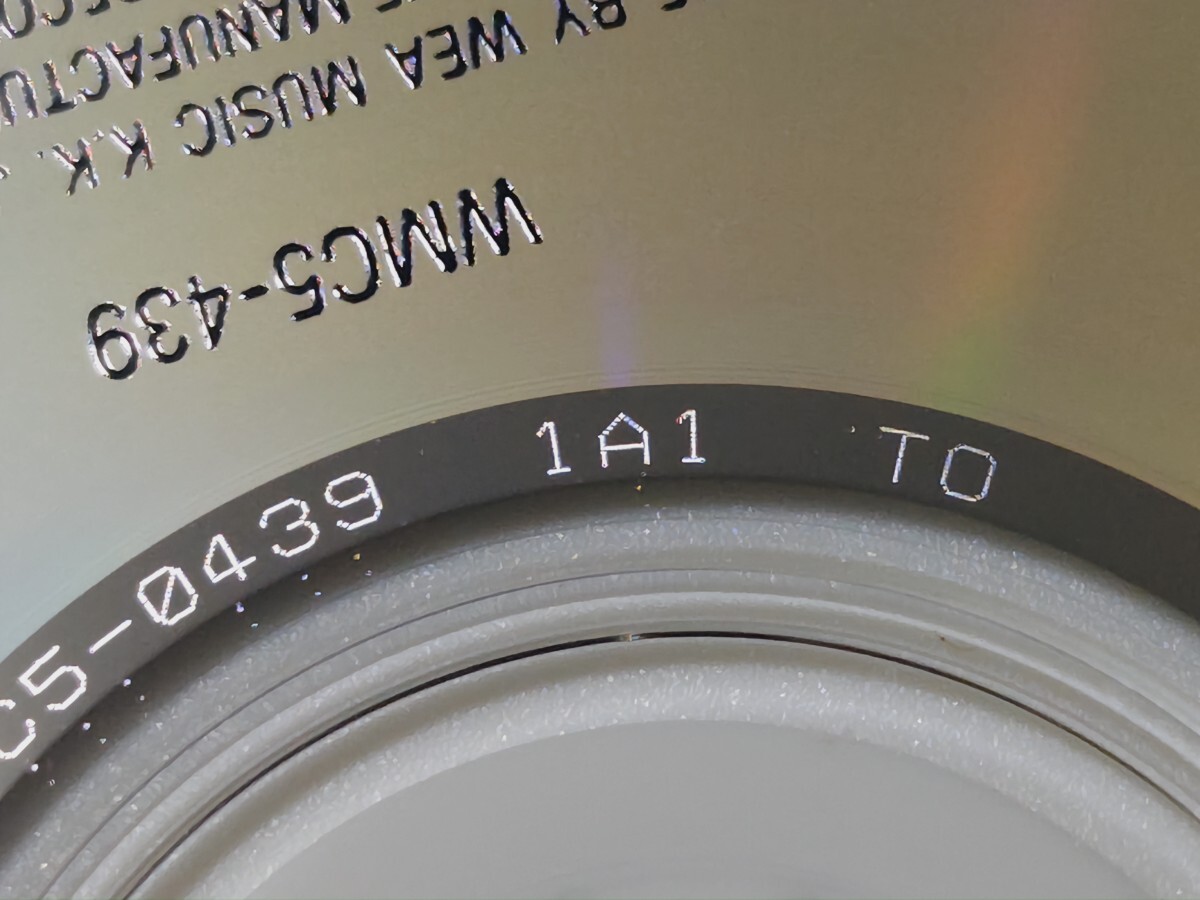 MANUFACTU
BY WEA MUSIC K.K.
WMC5-439
C5-0439 1A1 TO